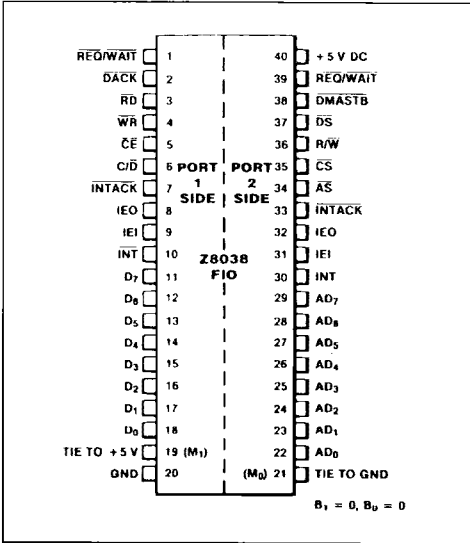 REQ/WAIT 1 40 + 5 V DC
DACK 2 39 REQ/WAIT
RD 3 38 DMASTB
WR 4 37 DS
CE 5 36 R/W
C/D 6 PORT PORT 35 CS
INTACK 7 1 2 34 AS
SIDE SIDE 33 INTACK
IEO 8 32 IEO
IEI 9 31 IEI
INT 10 Z8038 30 INT
D₇ 11 FIO 29 AD₇
D₆ 12 28 AD₆
D₅ 13 27 AD₅
D₄ 14 26 AD₄
D₃ 15 25 AD₃
D₂ 16 24 AD₂
D₁ 17 23 AD₁
D₀ 18 22 AD₀
TIE TO +5 V 19 (M₁)
GND 20 (M₀) 21 TIE TO GND
B₁ = 0, B₀ = 0